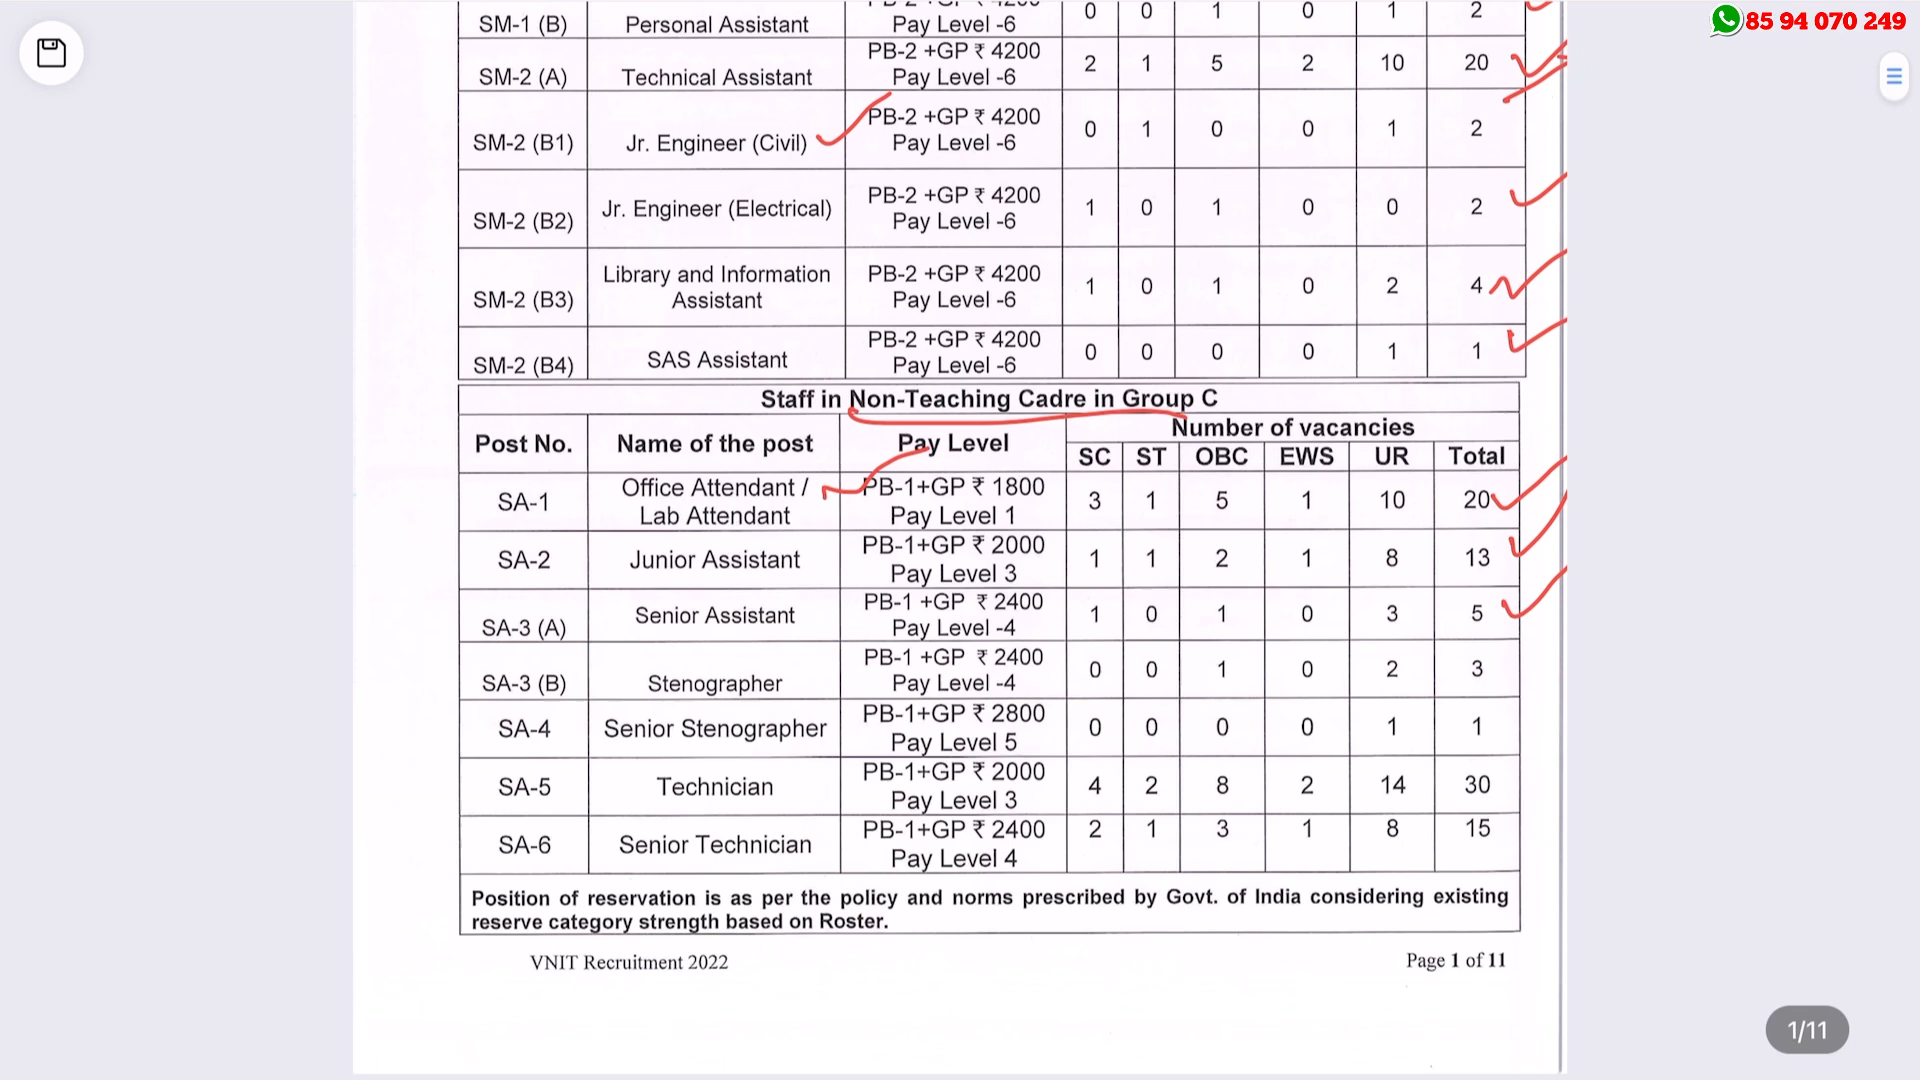 85 94 070 249
SM-1 (B) Personal Assistant Pay Level -6 0 0 1 0 1 2
SM-2 (A) Technical Assistant PB-2 +GP ₹ 4200 Pay Level -6 2 1 5 2 10 20
SM-2 (B1) Jr. Engineer (Civil) PB-2 +GP ₹ 4200 Pay Level -6 0 1 0 0 1 2
SM-2 (B2) Jr. Engineer (Electrical) PB-2 +GP ₹ 4200 Pay Level -6 1 0 1 0 0 2
SM-2 (B3) Library and Information Assistant PB-2 +GP ₹ 4200 Pay Level -6 1 0 1 0 2 4
SM-2 (B4) SAS Assistant PB-2 +GP ₹ 4200 Pay Level -6 0 0 0 0 1 1
Staff in Non-Teaching Cadre in Group C
Post No. Name of the post Pay Level Number of vacancies
SC ST OBC EWS UR Total
SA-1 Office Attendant / Lab Attendant PB-1+GP ₹ 1800 Pay Level 1 3 1 5 1 10 20
SA-2 Junior Assistant PB-1+GP ₹ 2000 Pay Level 3 1 1 2 1 8 13
SA-3 (A) Senior Assistant PB-1 +GP ₹ 2400 Pay Level -4 1 0 1 0 3 5
SA-3 (B) Stenographer PB-1 +GP ₹ 2400 Pay Level -4 0 0 1 0 2 3
SA-4 Senior Stenographer PB-1+GP ₹ 2800 Pay Level 5 0 0 0 0 1 1
SA-5 Technician PB-1+GP ₹ 2000 Pay Level 3 4 2 8 2 14 30
SA-6 Senior Technician PB-1+GP ₹ 2400 Pay Level 4 2 1 3 1 8 15
Position of reservation is as per the policy and norms prescribed by Govt. of India considering existing
reserve category strength based on Roster.
VNIT Recruitment 2022 Page 1 of 11
1/11